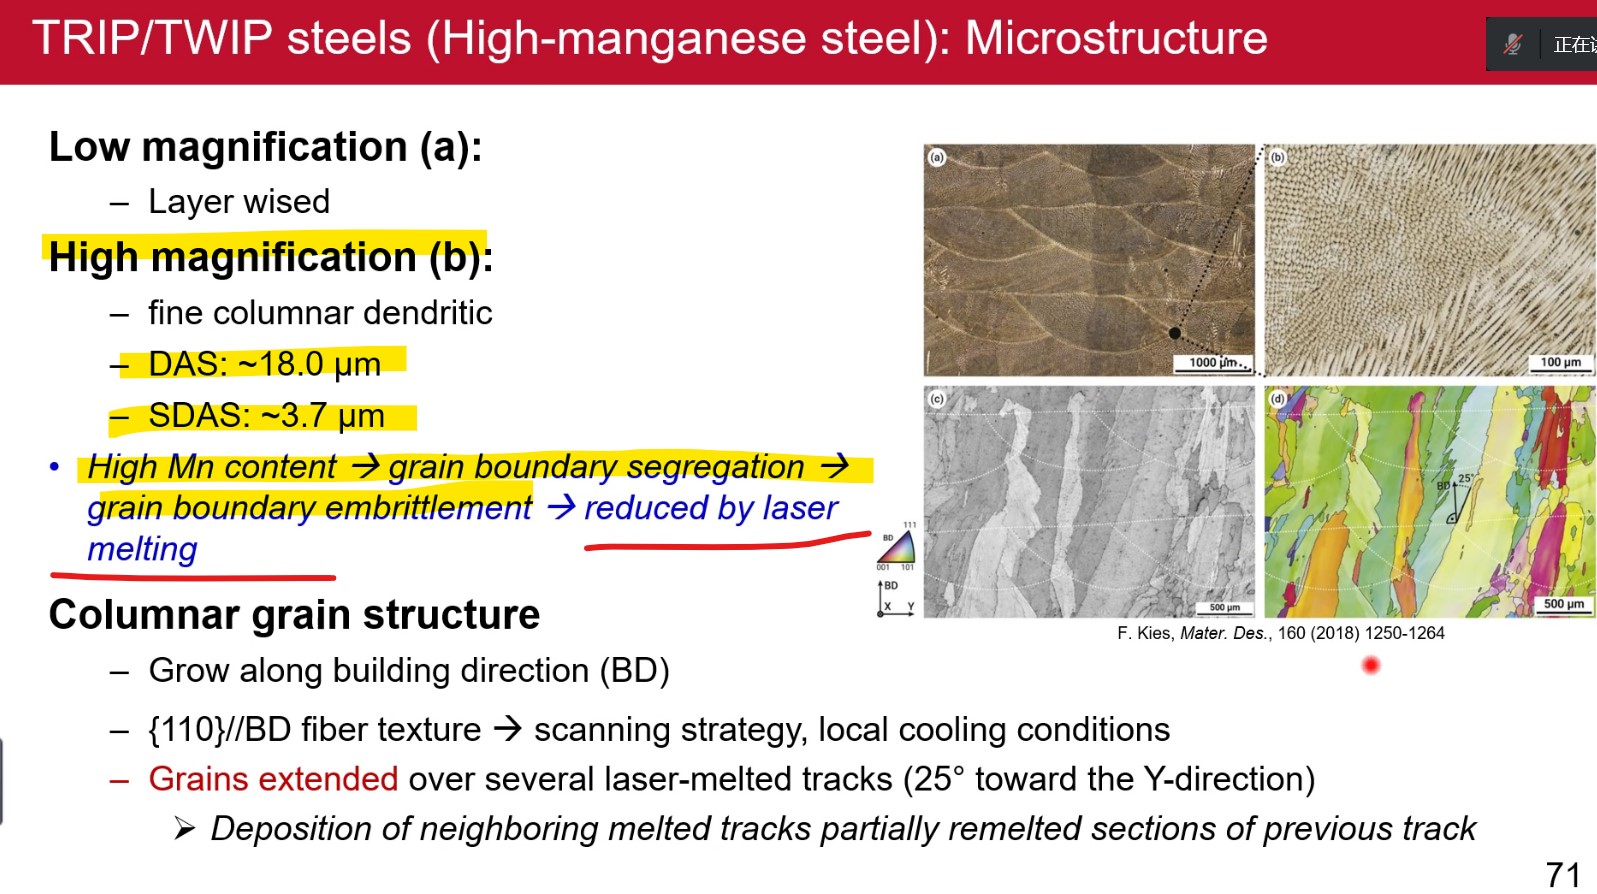 TRIP/TWIP steels (High-manganese steel): Microstructure
正在
Low magnification (a):
– Layer wised
High magnification (b):
– fine columnar dendritic
– DAS: ~18.0 µm
– SDAS: ~3.7 µm
• High Mn content → grain boundary segregation →
grain boundary embrittlement → reduced by laser
melting
Columnar grain structure
– Grow along building direction (BD)
– {110}//BD fiber texture → scanning strategy, local cooling conditions
– Grains extended over several laser-melted tracks (25° toward the Y-direction)
➢ Deposition of neighboring melted tracks partially remelted sections of previous track
(a)
1000 µm
(b)
100 µm
(c)
500 µm
(d)
BD 25°
500 µm
111
BD
001 101
BD
X Y
F. Kies, Mater. Des., 160 (2018) 1250-1264
71